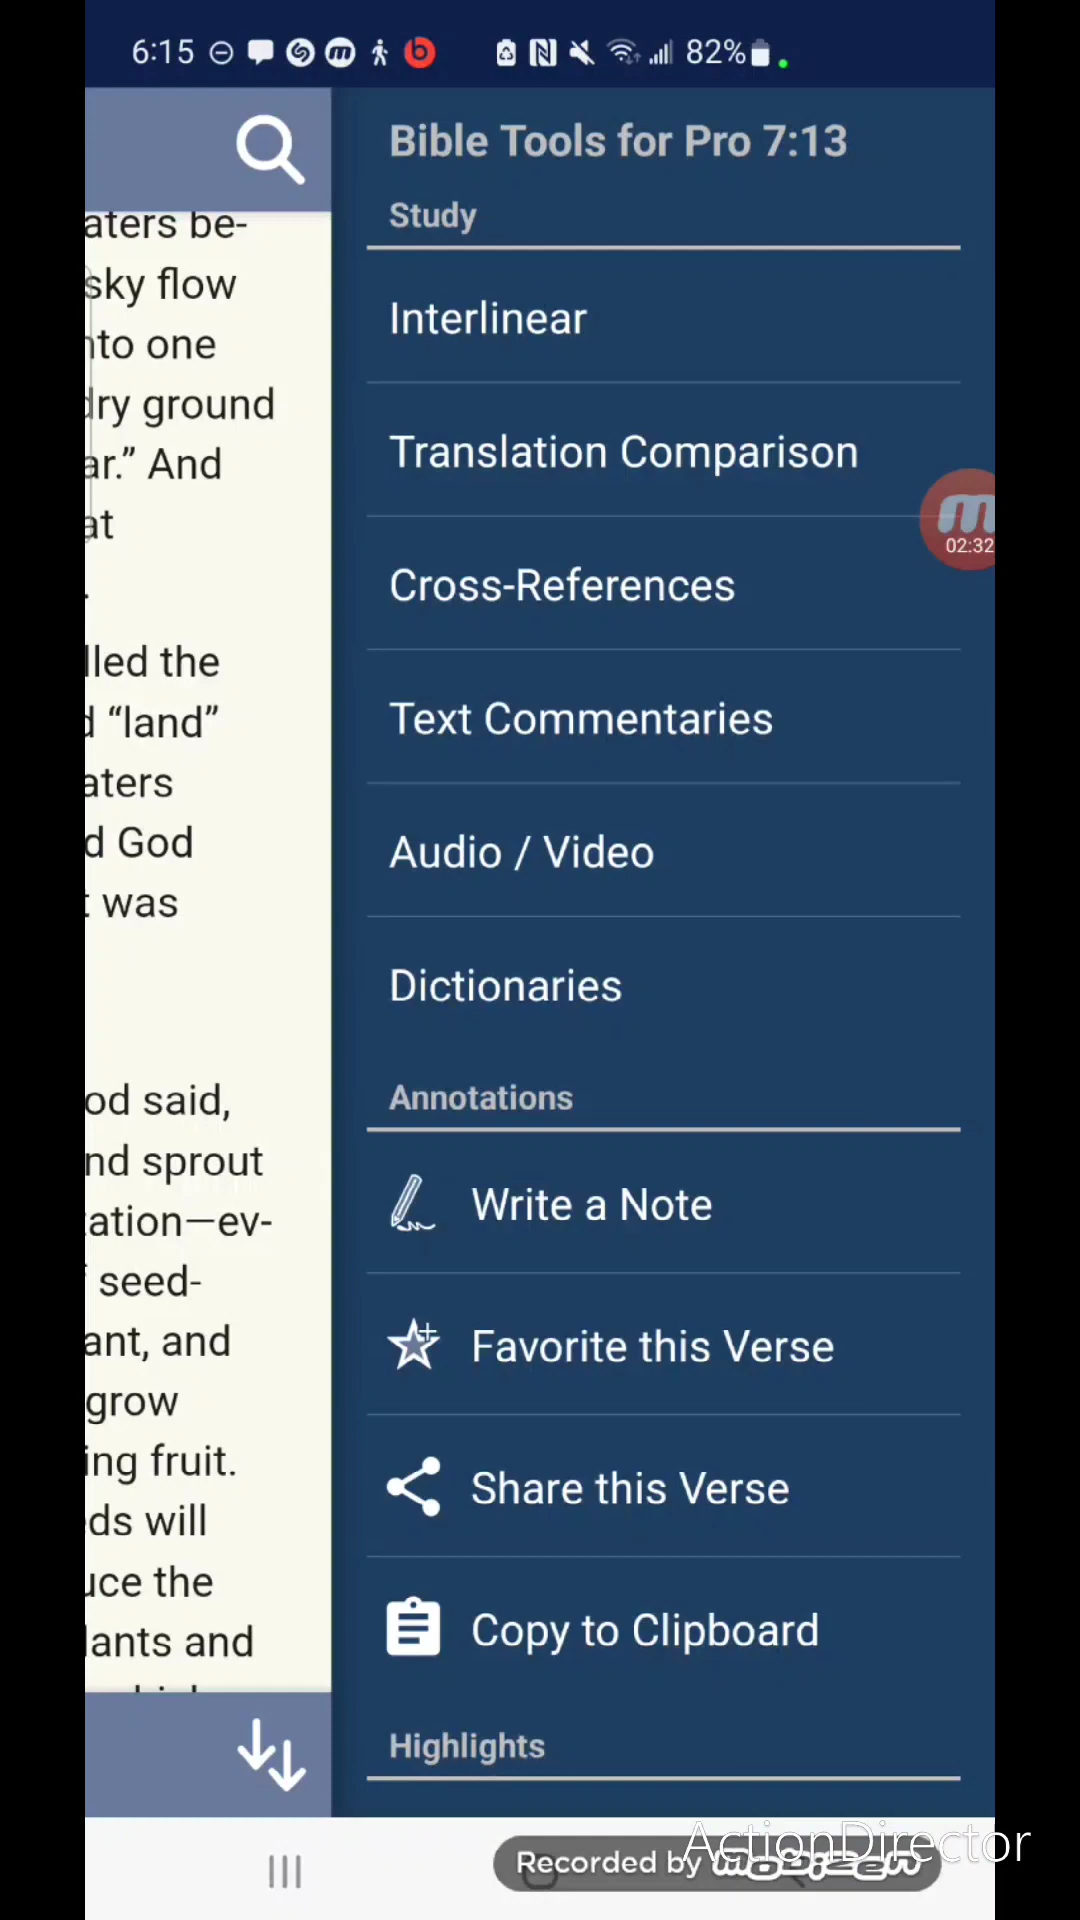 6:15
82%
Bible Tools for Pro 7:13
Study
Interlinear
Translation Comparison
Cross-References
Text Commentaries
Audio / Video
Dictionaries
Annotations
Write a Note
Favorite this Verse
Share this Verse
Copy to Clipboard
Highlights
02:32
aters be-
sky flow
nto one
dry ground
ar.” And
at
.
lled the
d “land”
aters
d God
t was
od said,
nd sprout
tation—ev-
f seed-
ant, and
grow
ing fruit.
ds will
uce the
lants and
ActionDirector
Recorded by mobizen